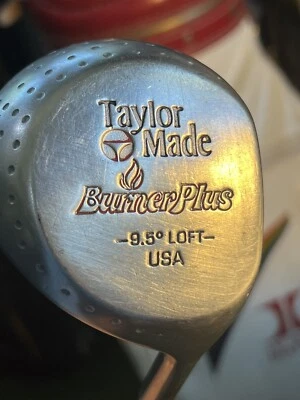 Taylor
Made
BurnerPlus
-9.5° LOFT-
USA